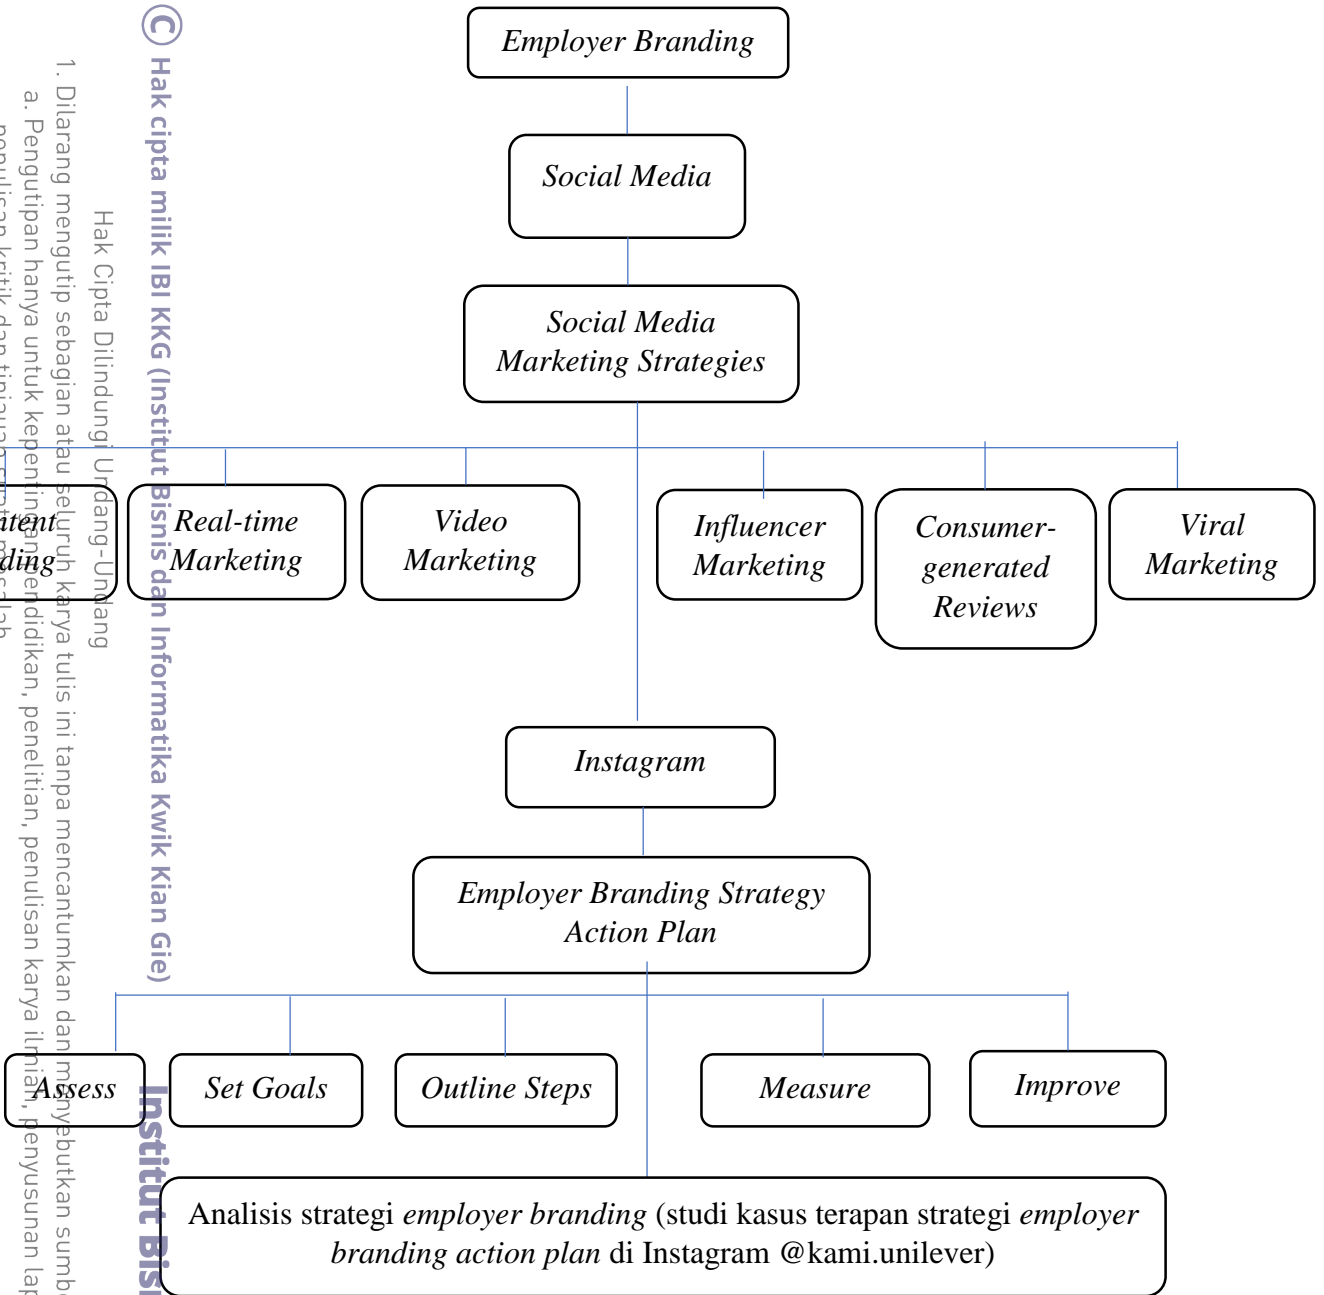 Employer Branding
Social Media
Social Media
Marketing Strategies
Real-time
Marketing
Video
Marketing
Influencer
Marketing
Consumer-
generated
Reviews
Viral
Marketing
Instagram
Employer Branding Strategy
Action Plan
Assess
Set Goals
Outline Steps
Measure
Improve
Analisis strategi employer branding (studi kasus terapan strategi employer
branding action plan di Instagram @kami.unilever)
© Hak cipta milik IBI KKG (Institut Bisnis dan Informatika Kwik Kian Gie)
Institut
Hak Cipta Dilindungi Undang-Undang
1. Dilarang mengutip sebagian atau seluruh karya tulis ini tanpa mencantumkan dan menyebutkan
a. Pengutipan hanya untuk kepentingan pendidikan, penelitian, penulisan karya ilmiah, penyusunan